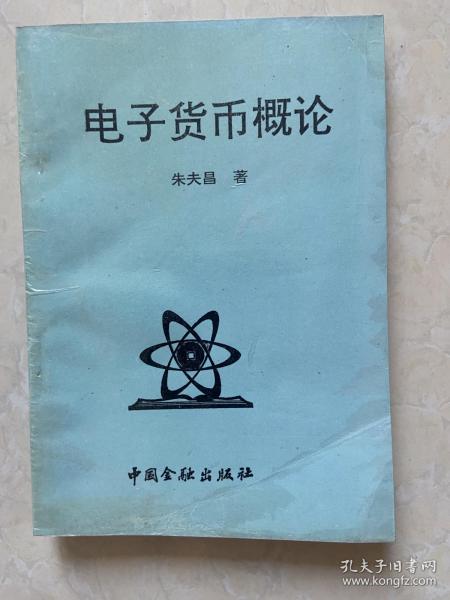 电子货币概论
朱夫昌 著
中国金融出版社
孔夫子旧书网
www.kongfz.com